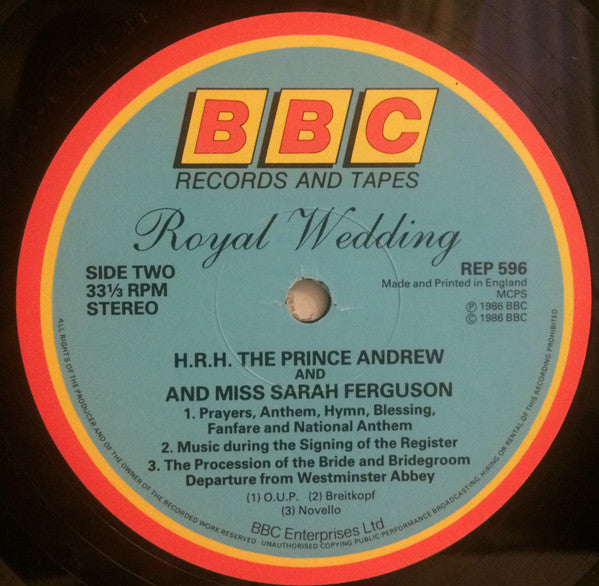 BBC
RECORDS AND TAPES
Royal Wedding
SIDE TWO
33⅓ RPM
STEREO
REP 596
Made and Printed in England
MCPS
Ⓟ 1986 BBC
© 1986 BBC
H.R.H. THE PRINCE ANDREW
AND
AND MISS SARAH FERGUSON
1. Prayers, Anthem, Hymn, Blessing,
Fanfare and National Anthem
2. Music during the Signing of the Register
3. The Procession of the Bride and Bridegroom
Departure from Westminster Abbey
(1) O.U.P. (2) Breitkopf
(3) Novello
BBC Enterprises Ltd
ALL RIGHTS OF THE PRODUCER AND OF THE OWNER OF THE RECORDED WORK RESERVED UNAUTHORISED COPYING PUBLIC PERFORMANCE BROADCASTING, HIRING OR RENTAL OF THIS RECORDING PROHIBITED